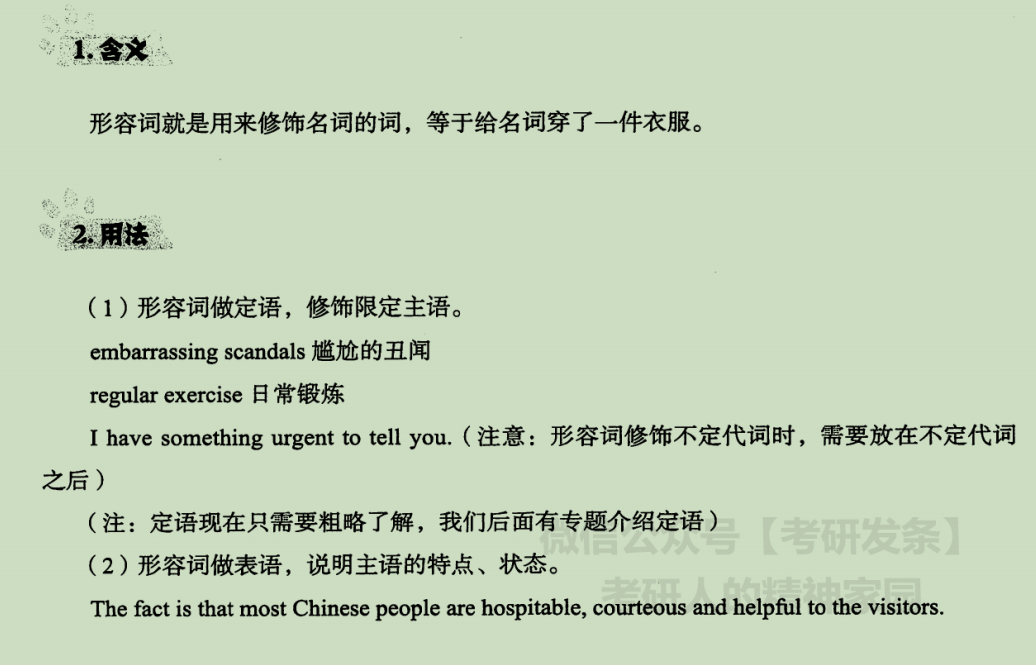 1. 含义
形容词就是用来修饰名词的词，等于给名词穿了一件衣服。
2. 用法
（1）形容词做定语，修饰限定主语。
embarrassing scandals 尴尬的丑闻
regular exercise 日常锻炼
I have something urgent to tell you.（注意：形容词修饰不定代词时，需要放在不定代词
之后）
（注：定语现在只需要粗略了解，我们后面有专题介绍定语）
微信公众号【考研发条】
（2）形容词做表语，说明主语的特点、状态。
考研人的精神家园
The fact is that most Chinese people are hospitable, courteous and helpful to the visitors.